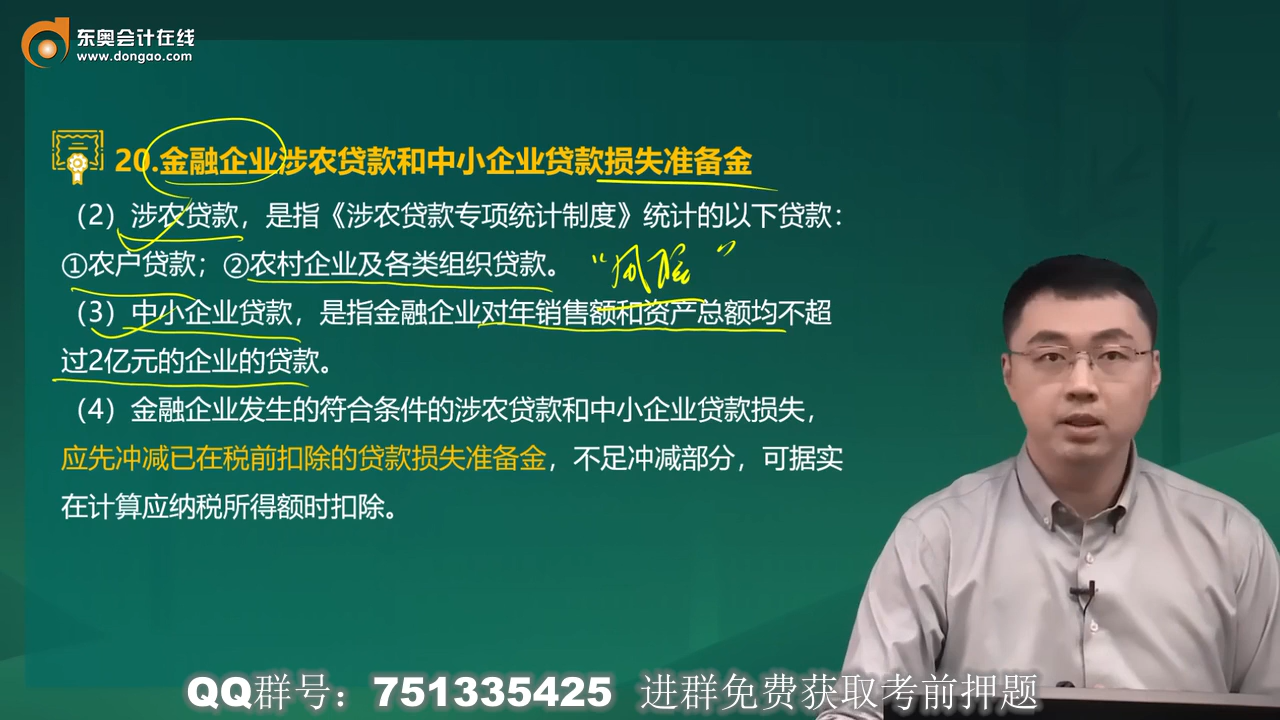 东奥会计在线
www.dongao.com
20.金融企业涉农贷款和中小企业贷款损失准备金
（2）涉农贷款，是指《涉农贷款专项统计制度》统计的以下贷款：
①农户贷款；②农村企业及各类组织贷款。
“风险”
（3）中小企业贷款，是指金融企业对年销售额和资产总额均不超
过2亿元的企业的贷款。
（4）金融企业发生的符合条件的涉农贷款和中小企业贷款损失，
应先冲减已在税前扣除的贷款损失准备金，不足冲减部分，可据实
在计算应纳税所得额时扣除。
QQ群号：751335425 进群免费获取考前押题